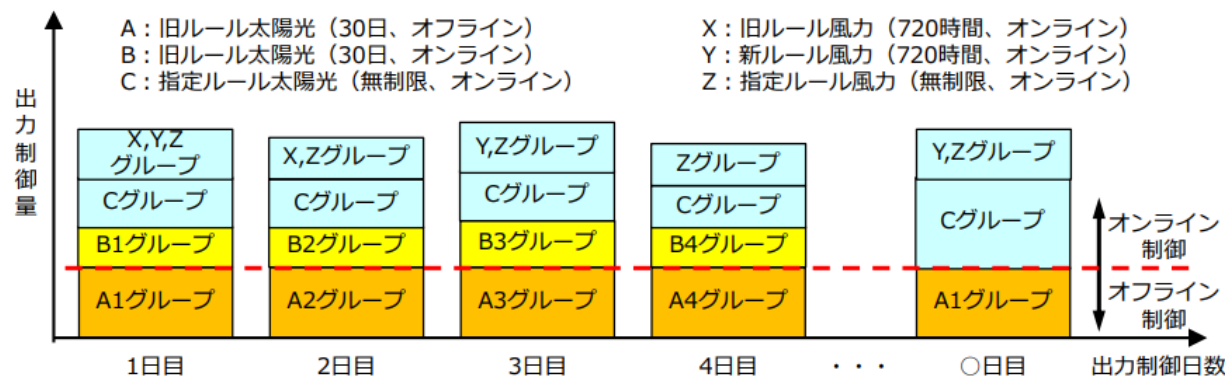 A：旧ルール太陽光（30日、オフライン）
B：旧ルール太陽光（30日、オンライン）
C：指定ルール太陽光（無制限、オンライン）
X：旧ルール風力（720時間、オンライン）
Y：新ルール風力（720時間、オンライン）
Z：指定ルール風力（無制限、オンライン）
出力制御量
X,Y,Z
グループ
Cグループ
B1グループ
A1グループ
X,Zグループ
Cグループ
B2グループ
A2グループ
Y,Zグループ
Cグループ
B3グループ
A3グループ
Zグループ
Cグループ
B4グループ
A4グループ
Y,Zグループ
Cグループ
A1グループ
オンライン
制御
オフライン
制御
1日目
2日目
3日目
4日目
・・・
○日目
出力制御日数